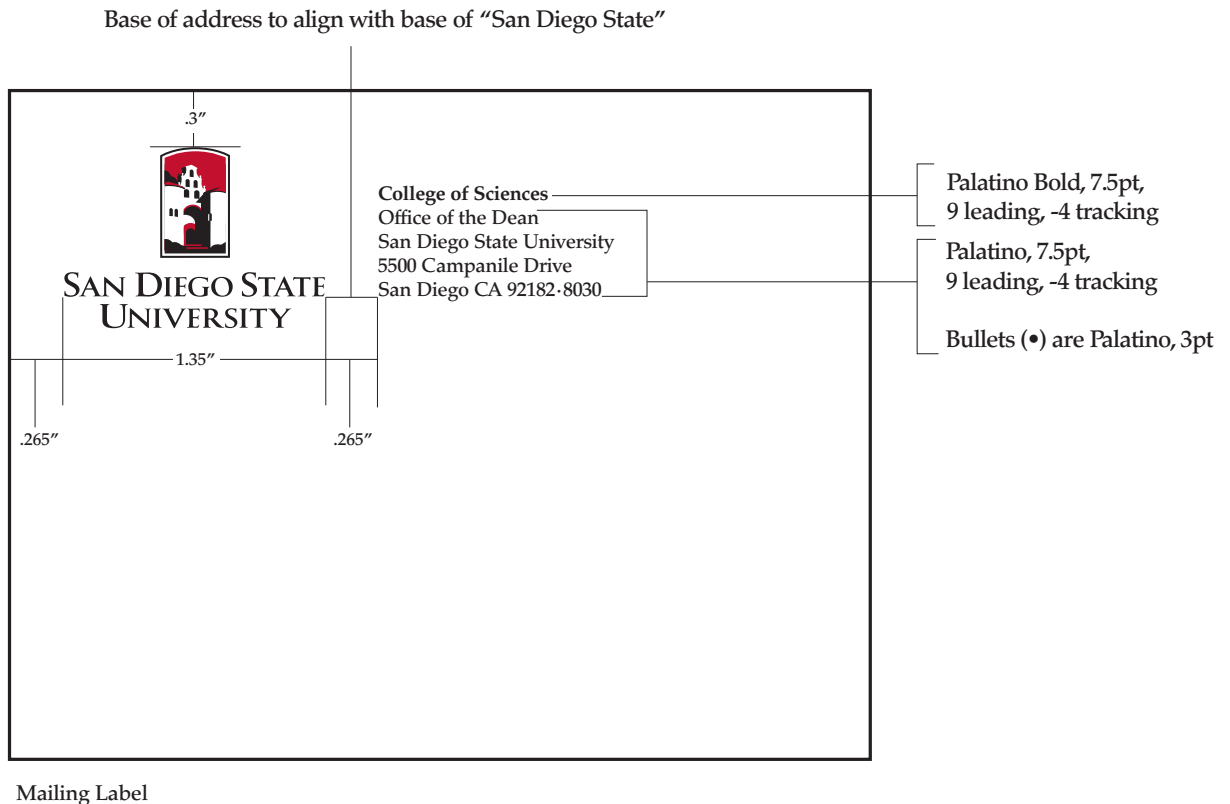 Base of address to align with base of “San Diego State”
.3″
College of Sciences
Office of the Dean
San Diego State University
5500 Campanile Drive
San Diego CA 92182·8030
SAN DIEGO STATE
UNIVERSITY
1.35″
.265″
.265″
Palatino Bold, 7.5pt,
9 leading, -4 tracking
Palatino, 7.5pt,
9 leading, -4 tracking
Bullets (•) are Palatino, 3pt
Mailing Label